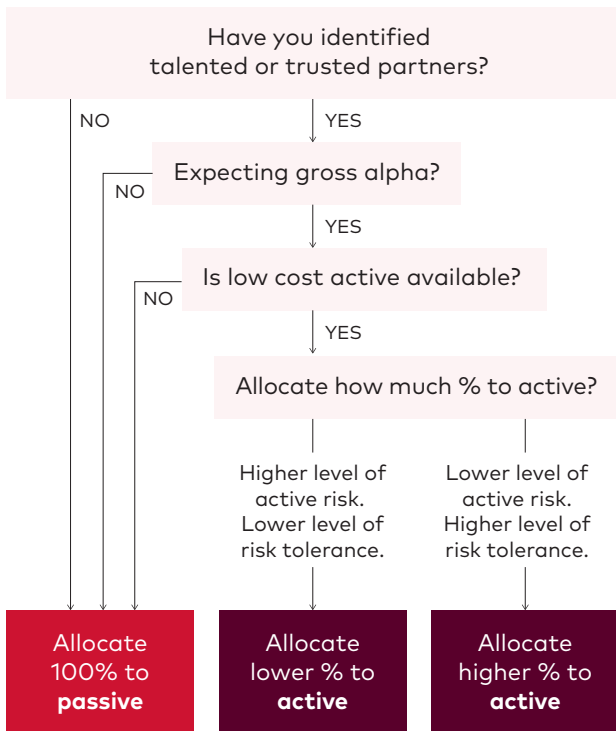 Have you identified
talented or trusted partners?
NO
YES
Expecting gross alpha?
NO
YES
Is low cost active available?
NO
YES
Allocate how much % to active?
Higher level of
active risk.
Lower level of
risk tolerance.
Lower level of
active risk.
Higher level of
risk tolerance.
Allocate
100% to
passive
Allocate
lower % to
active
Allocate
higher % to
active